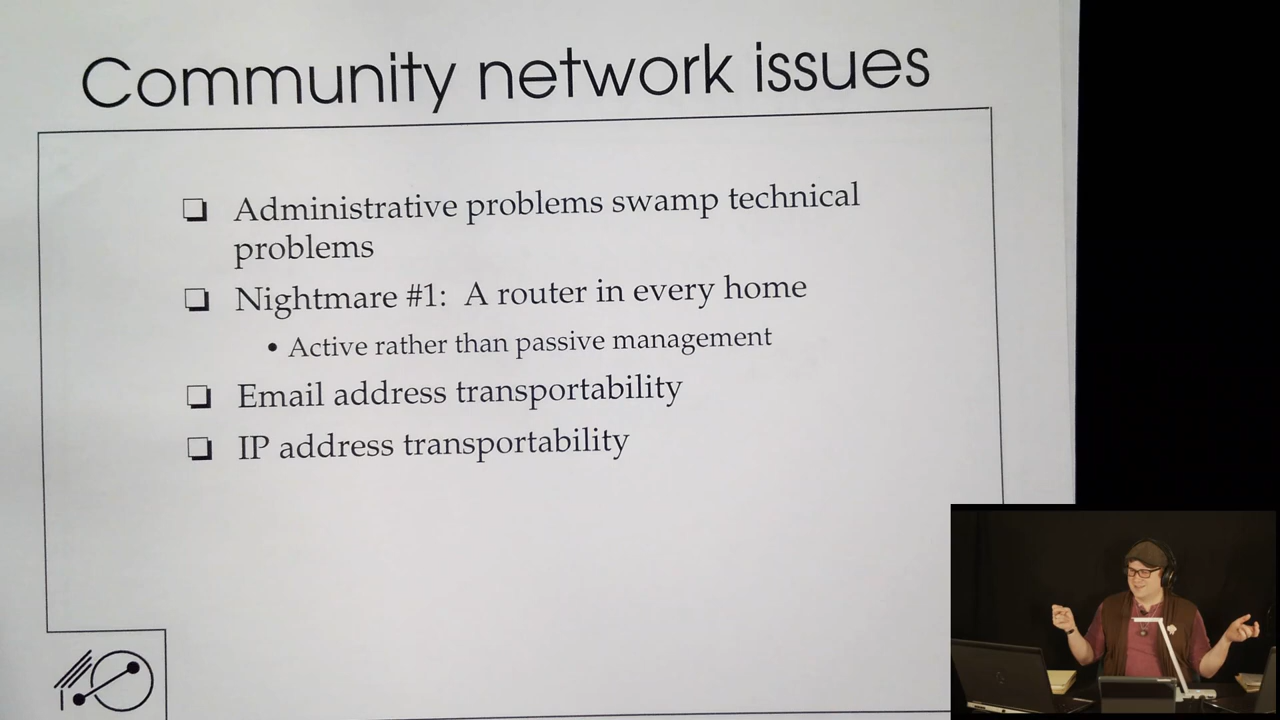 Community network issues
Administrative problems swamp technical
problems
Nightmare #1: A router in every home
• Active rather than passive management
Email address transportability
IP address transportability